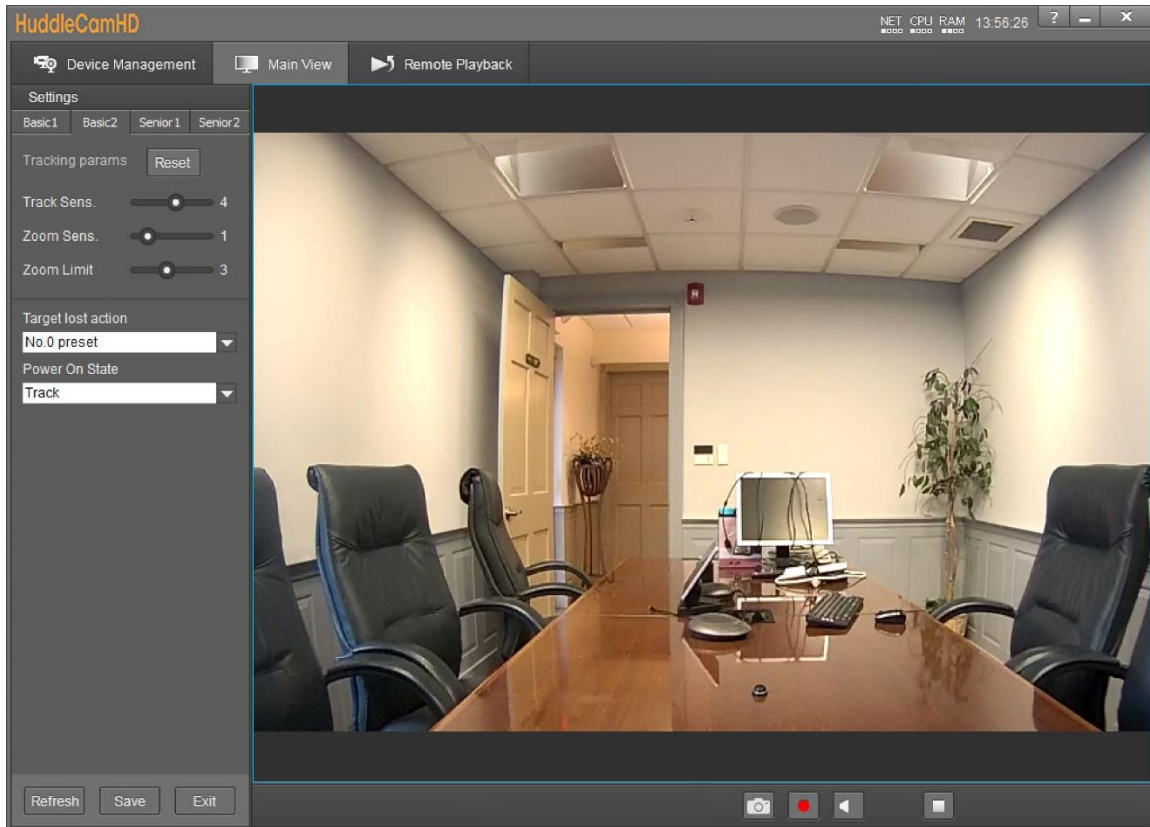 HuddleCamHD
NET CPU RAM 13:56:26 ? – X
Device Management Main View Remote Playback
Settings
Basic1 Basic2 Senior1 Senior2
Tracking params Reset
Track Sens. 4
Zoom Sens. 1
Zoom Limit 3
Target lost action
No.0 preset
Power On State
Track
Refresh Save Exit